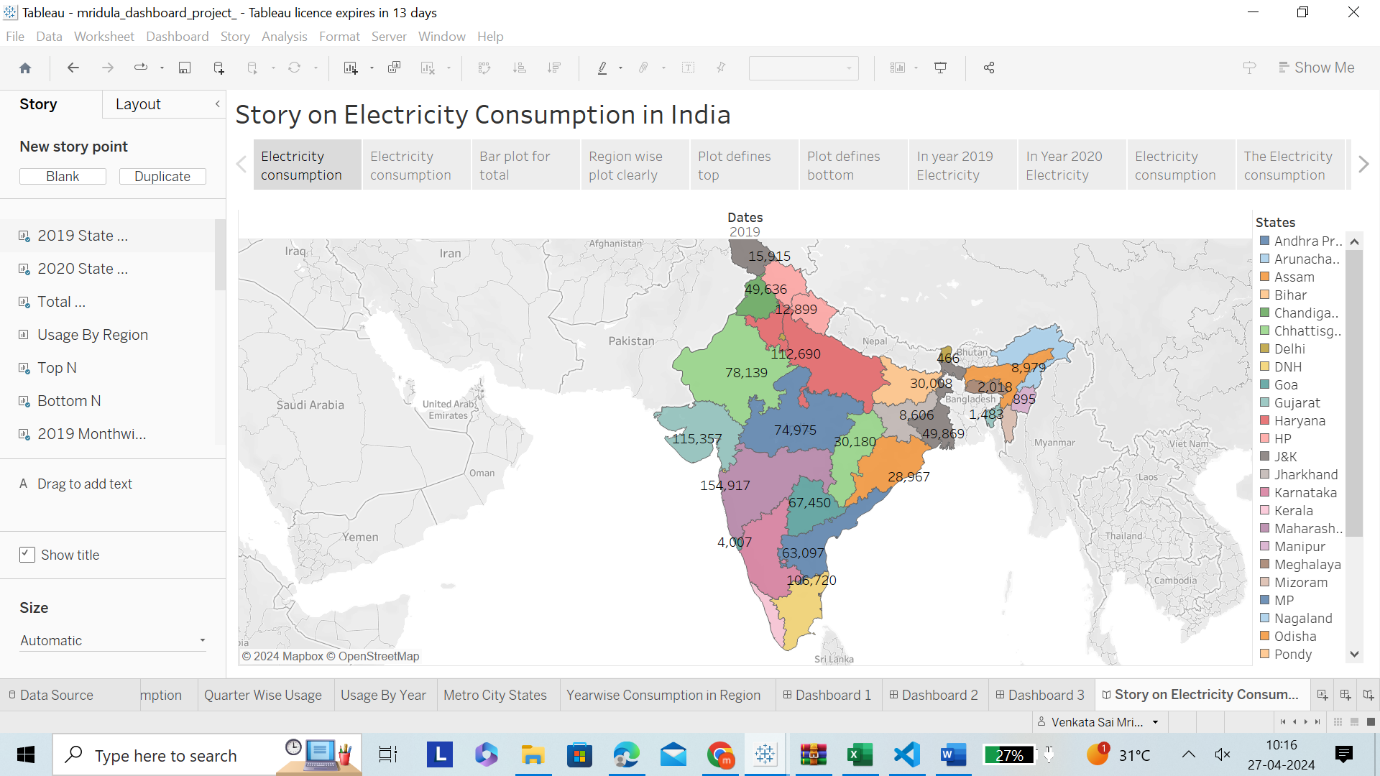 Tableau - mridula_dashboard_project_ - Tableau licence expires in 13 days
File Data Worksheet Dashboard Story Analysis Format Server Window Help
Show Me
Story Layout
New story point
Blank Duplicate
2019 State ...
2020 State ...
Total ...
Usage By Region
Top N
Bottom N
2019 Monthwi...
A Drag to add text
Show title
Size
Automatic
Story on Electricity Consumption in India
Electricity consumption
Electricity consumption
Bar plot for total
Region wise plot clearly
Plot defines top
Plot defines bottom
In year 2019 Electricity
In Year 2020 Electricity
Electricity consumption
The Electricity consumption
Dates
2019
Iraq
Iran
Afghanistan
Pakistan
Nepal
Bhutan
Bangladesh
Saudi Arabia
United Arab
Emirates
Oman
Yemen
Myanmar
Viet Nam
Laos
Thailand
Cambodia
Sri Lanka
15,915
49,636
12,899
112,690
78,139
466
8,979
30,008
2,018
895
8,606
1,483
115,357
74,975
30,180
49,869
28,967
154,917
67,450
4,007
63,097
106,720
© 2024 Mapbox © OpenStreetMap
States
Andhra Pr..
Arunacha..
Assam
Bihar
Chandiga..
Chhattisg..
Delhi
DNH
Goa
Gujarat
Haryana
HP
J&K
Jharkhand
Karnataka
Kerala
Maharash..
Manipur
Meghalaya
Mizoram
MP
Nagaland
Odisha
Pondy
Data Source mption Quarter Wise Usage Usage By Year Metro City States Yearwise Consumption in Region Dashboard 1 Dashboard 2 Dashboard 3 Story on Electricity Consum...
Venkata Sai Mri...
Type here to search L m W 27% 1 31°C 10:16
27-04-2024